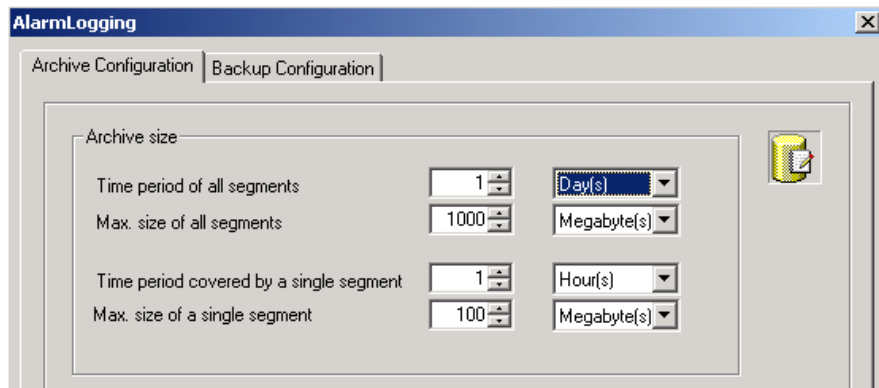 AlarmLogging
Archive Configuration Backup Configuration
Archive size
Time period of all segments 1 Day(s)
Max. size of all segments 1000 Megabyte(s)
Time period covered by a single segment 1 Hour(s)
Max. size of a single segment 100 Megabyte(s)